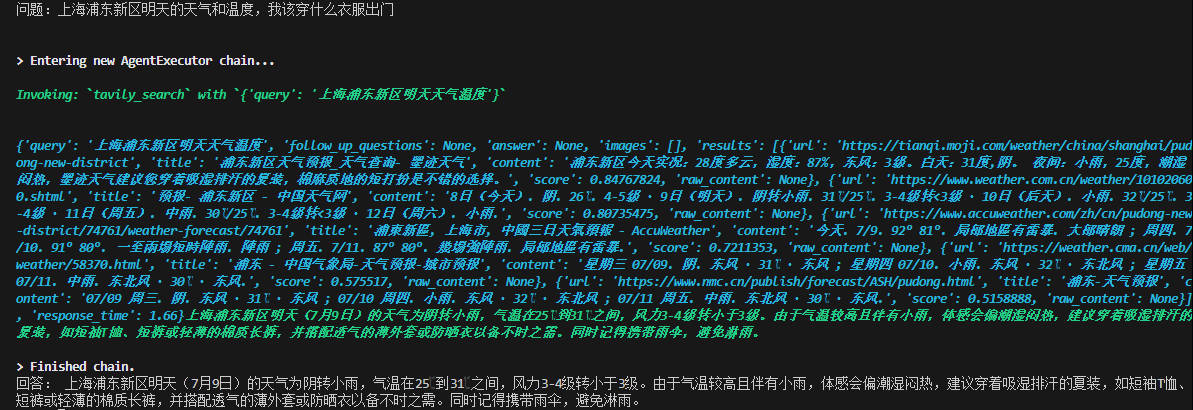 问题：上海浦东新区明天的天气和温度，我该穿什么衣服出门
> Entering new AgentExecutor chain...
Invoking: `tavily_search` with `{'query': '上海浦东新区明天天气温度'}`
{'query': '上海浦东新区明天天气温度', 'follow_up_questions': None, 'answer': None, 'images': [], 'results': [{'url': 'https://tianqi.moji.com/weather/china/shanghai/pud
ong-new-district', 'title': '浦东新区天气预报_天气查询- 墨迹天气', 'content': '浦东新区今天实况：28度多云，湿度：87%，东风：3级。白天：31度,阴。 夜间：小雨，25度，潮湿
闷热，墨迹天气建议您穿着吸湿排汗的夏装，棉麻质地的短打扮是不错的选择。', 'score': 0.84767824, 'raw_content': None}, {'url': 'https://www.weather.com.cn/weather/10102060
0.shtml', 'title': '预报- 浦东新区 - 中国天气网', 'content': '8日（今天）. 阴. 26℃. 4-5级 · 9日（明天）. 阴转小雨. 31℃/25℃. 3-4级转<3级 · 10日（后天）. 小雨. 32℃/25℃. 3
-4级 · 11日（周五）. 中雨. 30℃/25℃. 3-4级转<3级 · 12日（周六）. 小雨.', 'score': 0.80735475, 'raw_content': None}, {'url': 'https://www.accuweather.com/zh/cn/pudong-new
-district/74761/weather-forecast/74761', 'title': '浦東新區, 上海市, 中國三日天氣預報 - AccuWeather', 'content': '今天. 7/9. 92° 81°. 局部地區有雷暴. 大部晴朗 ; 周四. 7
/10. 91° 80°. 一至兩場短時陣雨. 陣雨 ; 周五. 7/11. 87° 80°. 幾場強陣雨. 局部地區有雷暴.', 'score': 0.7211353, 'raw_content': None}, {'url': 'https://weather.cma.cn/web/
weather/58370.html', 'title': '浦东 - 中国气象局-天气预报-城市预报', 'content': '星期三 07/09. 阴. 东风 · 31℃ · 东风 ; 星期四 07/10. 小雨. 东风 · 32℃ · 东北风 ; 星期五
07/11. 中雨. 东北风 · 30℃ · 东风.', 'score': 0.575517, 'raw_content': None}, {'url': 'https://www.nmc.cn/publish/forecast/ASH/pudong.html', 'title': '浦东-天气预报', 'c
ontent': '07/09 周三. 阴. 东风 · 31℃ · 东风 ; 07/10 周四. 小雨. 东风 · 32℃ · 东北风 ; 07/11 周五. 中雨. 东北风 · 30℃ · 东风.', 'score': 0.5158888, 'raw_content': None}]
, 'response_time': 1.66}上海浦东新区明天（7月9日）的天气为阴转小雨，气温在25℃到31℃之间，风力3-4级转小于3级。由于气温较高且伴有小雨，体感会偏潮湿闷热，建议穿着吸湿排汗的
夏装，如短袖T恤、短裤或轻薄的棉质长裤，并搭配透气的薄外套或防晒衣以备不时之需。同时记得携带雨伞，避免淋雨。
> Finished chain.
回答： 上海浦东新区明天（7月9日）的天气为阴转小雨，气温在25℃到31℃之间，风力3-4级转小于3级。由于气温较高且伴有小雨，体感会偏潮湿闷热，建议穿着吸湿排汗的夏装，如短袖T恤、
短裤或轻薄的棉质长裤，并搭配透气的薄外套或防晒衣以备不时之需。同时记得携带雨伞，避免淋雨。